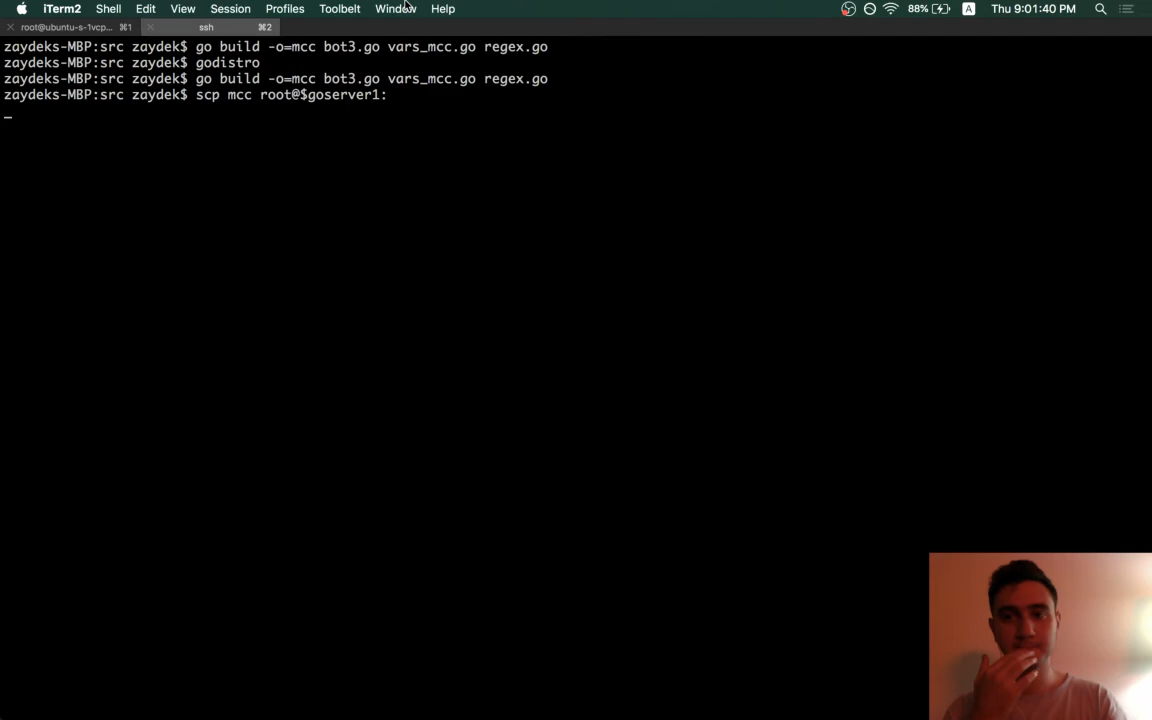 iTerm2 Shell Edit View Session Profiles Toolbelt Window Help 88% A Thu 9:01:40 PM
root@ubuntu-s-1vcp... ⌘1 ssh ⌘2
zaydeks-MBP:src zaydek$ go build -o=mcc bot3.go vars_mcc.go regex.go
zaydeks-MBP:src zaydek$ godistro
zaydeks-MBP:src zaydek$ go build -o=mcc bot3.go vars_mcc.go regex.go
zaydeks-MBP:src zaydek$ scp mcc root@$goserver1: